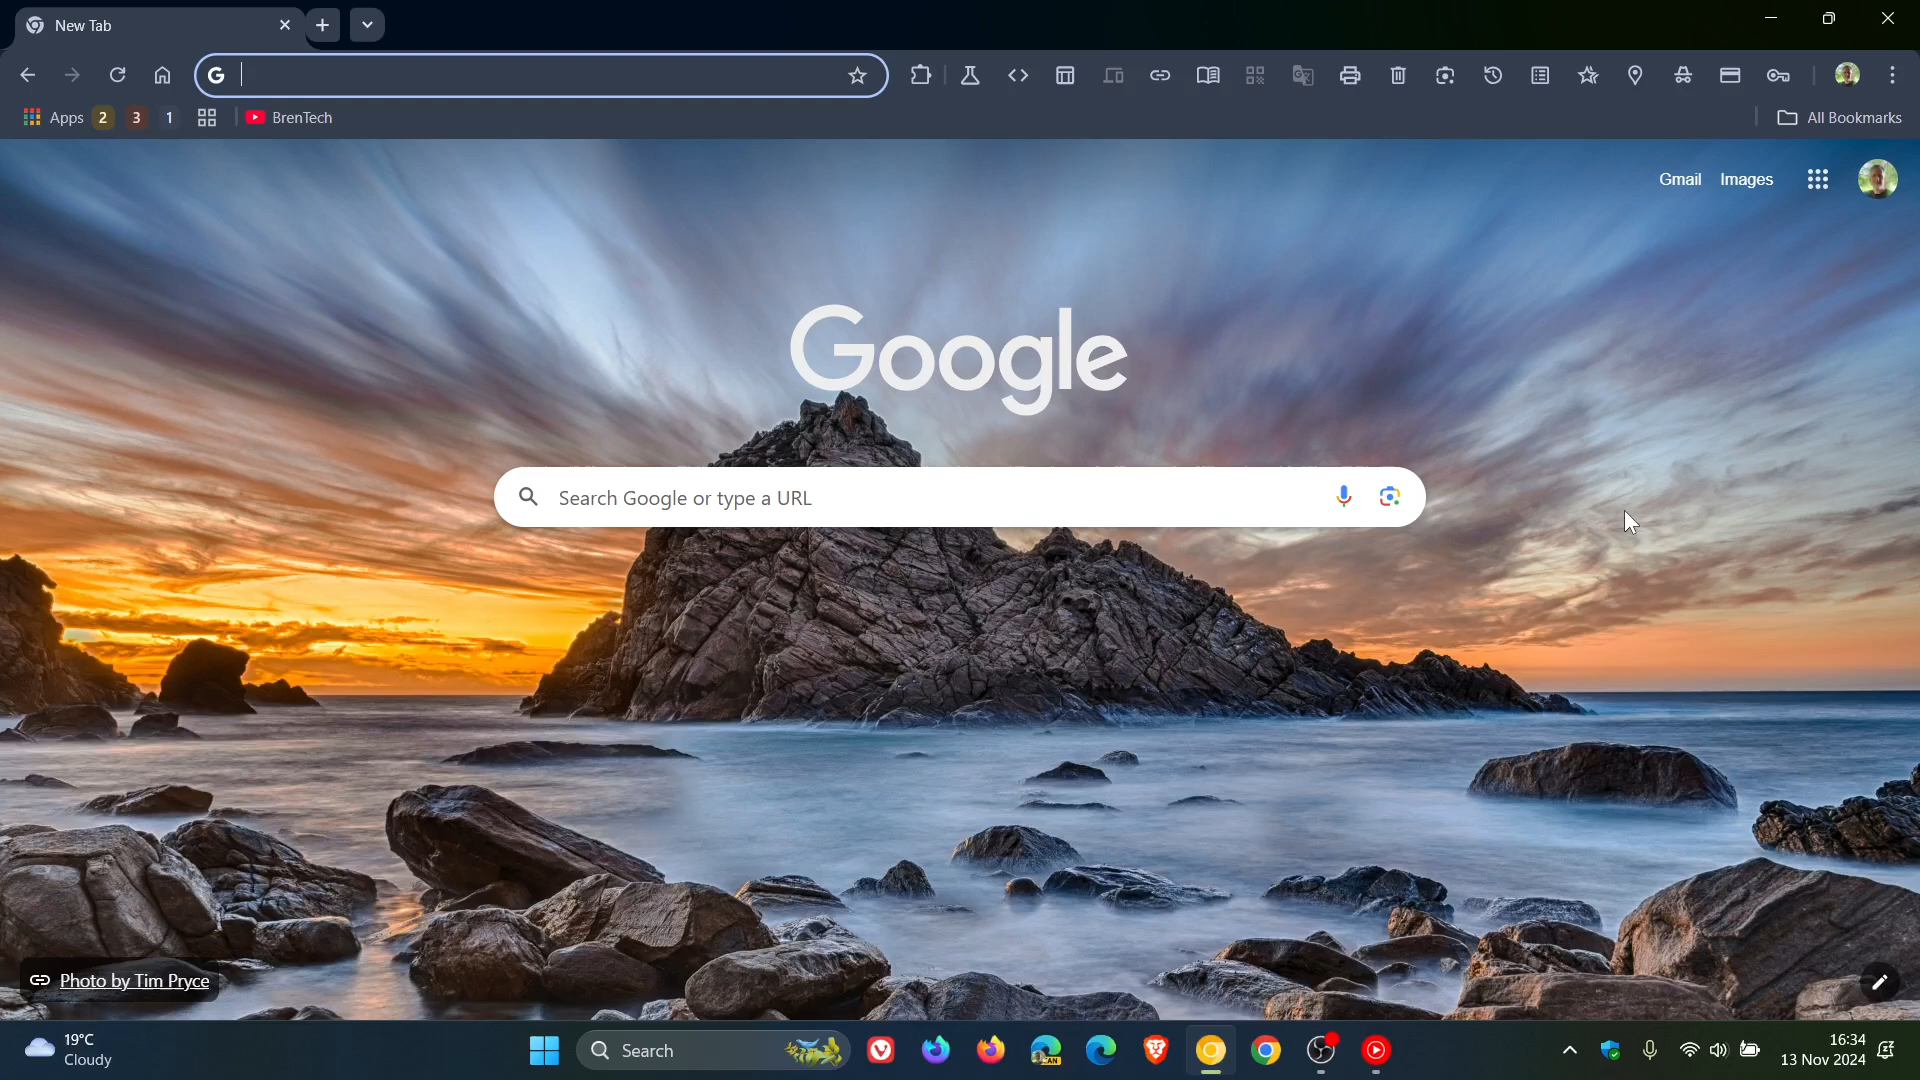 New Tab
Apps 2 3 1 BrenTech All Bookmarks
Gmail Images
Google
Search Google or type a URL
Photo by Tim Pryce
19°C
Cloudy
Search
CAN
16:34
13 Nov 2024